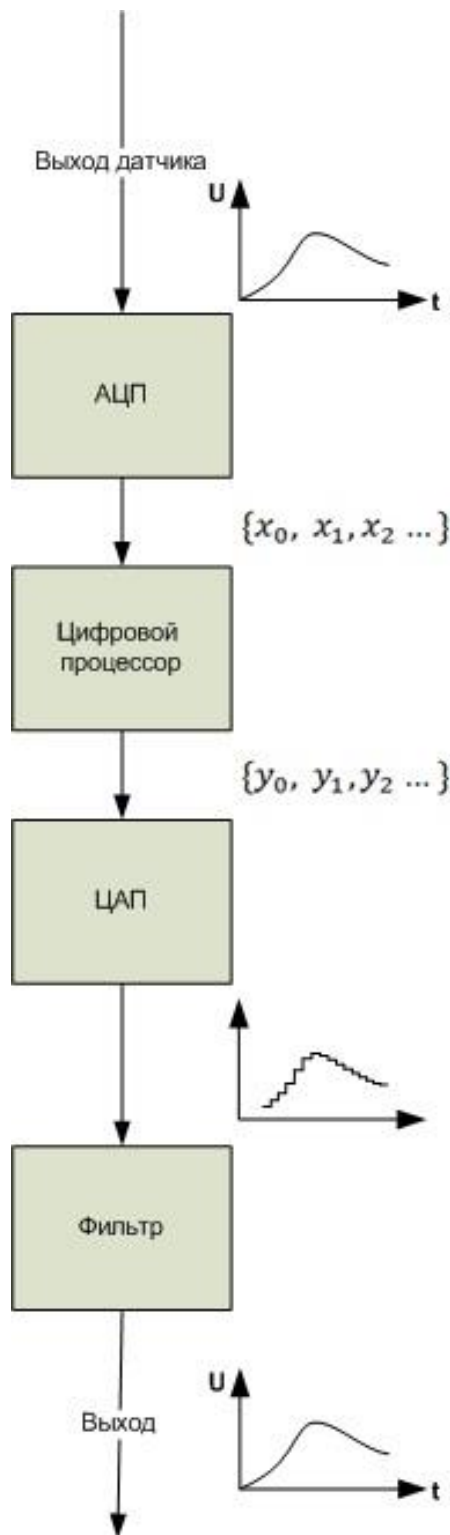 Выход датчика
U
t
АЦП
{x₀, x₁, x₂ ...}
Цифровой
процессор
{y₀, y₁, y₂ ...}
ЦАП
Фильтр
U
Выход
t